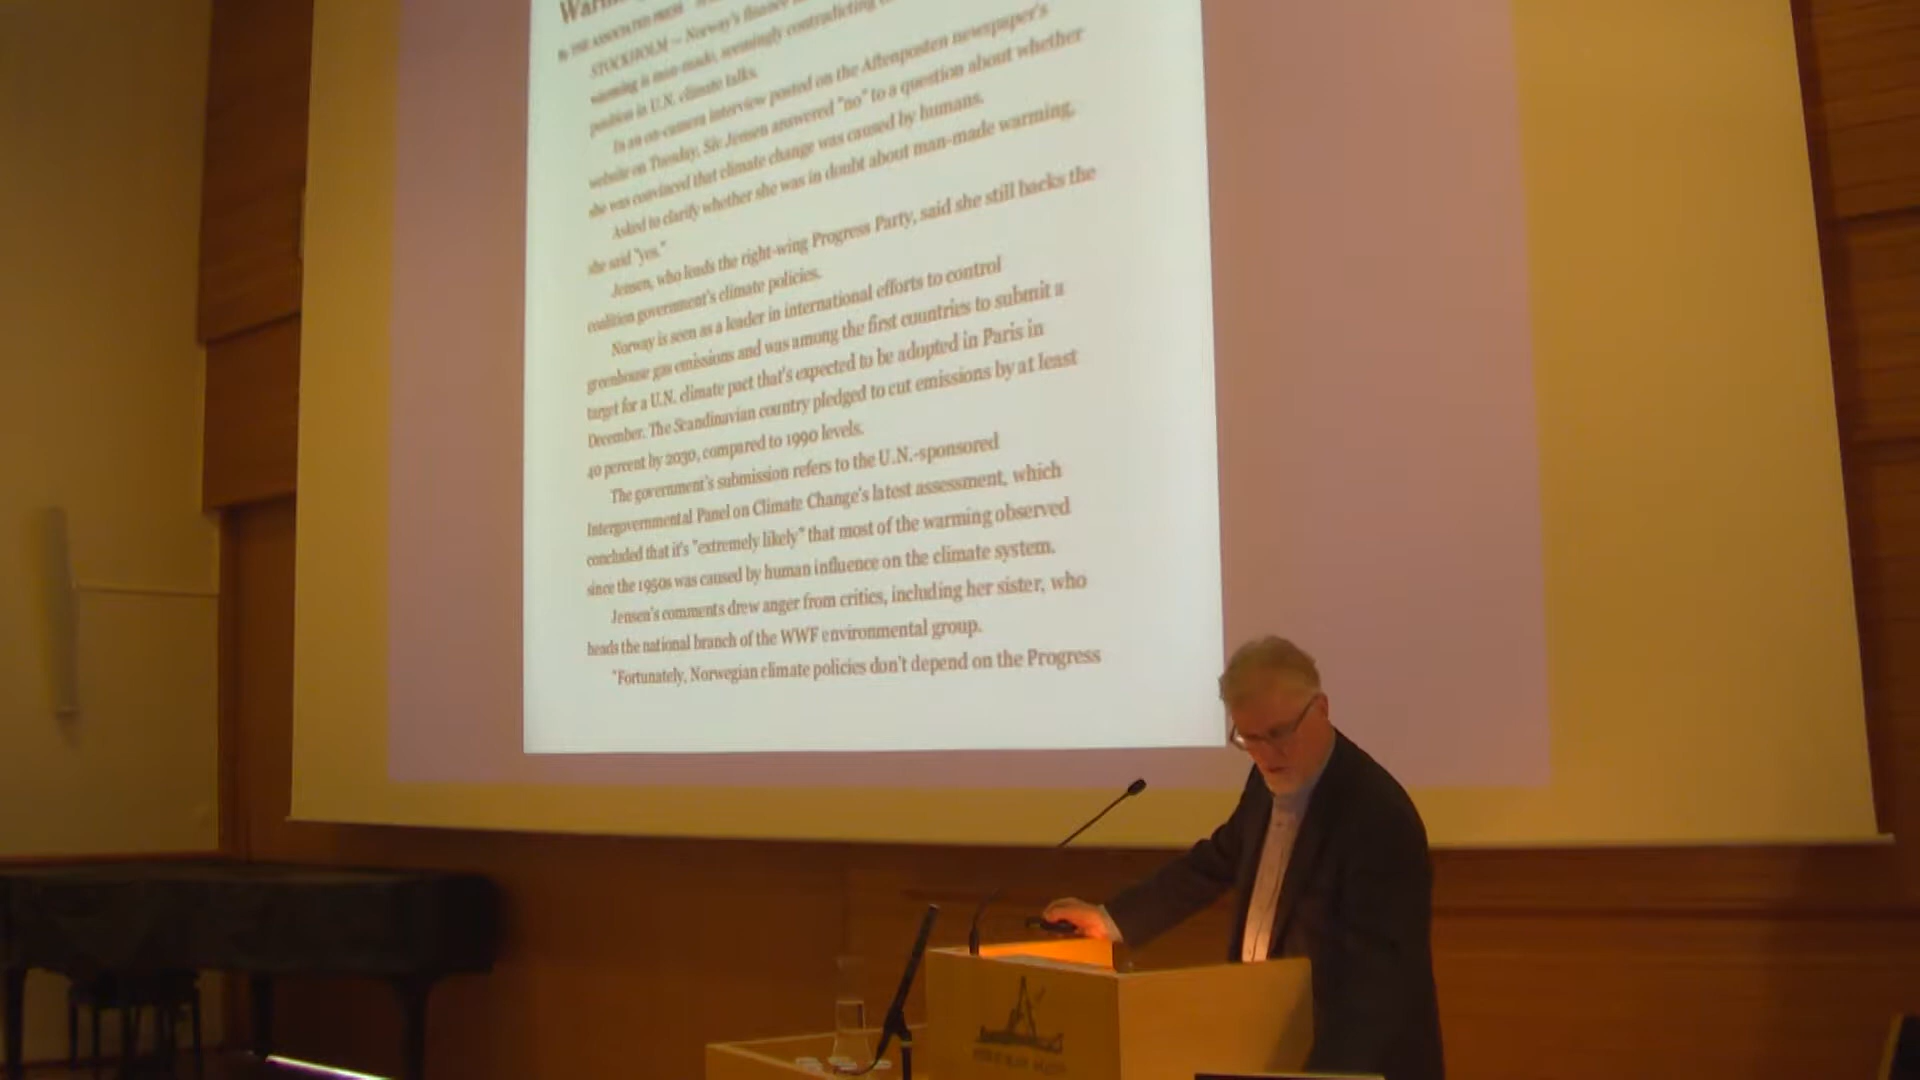 By THE ASSOCIATED PRESS
STOCKHOLM — Norway's finance
warming is man-made, seemingly contradicting
position in U.N. climate talks.
In an on-camera interview posted on the Aftenposten newspaper's
website on Tuesday, Siv Jensen answered "no" to a question about whether
she was convinced that climate change was caused by humans.
Asked to clarify whether she was in doubt about man-made warming,
she said "yes."
Jensen, who leads the right-wing Progress Party, said she still backs the
coalition government's climate policies.
Norway is seen as a leader in international efforts to control
greenhouse gas emissions and was among the first countries to submit a
target for a U.N. climate pact that's expected to be adopted in Paris in
December. The Scandinavian country pledged to cut emissions by at least
40 percent by 2030, compared to 1990 levels.
The government's submission refers to the U.N.-sponsored
Intergovernmental Panel on Climate Change's latest assessment, which
concluded that it's "extremely likely" that most of the warming observed
since the 1950s was caused by human influence on the climate system.
Jensen's comments drew anger from critics, including her sister, who
heads the national branch of the WWF environmental group.
"Fortunately, Norwegian climate policies don't depend on the Progress